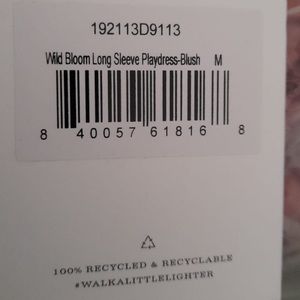 192113D9113
Wild Bloom Long Sleeve Playdress-Blush M
8 40057 61816 8
100% RECYCLED & RECYCLABLE
#WALKALITTLELIGHTER